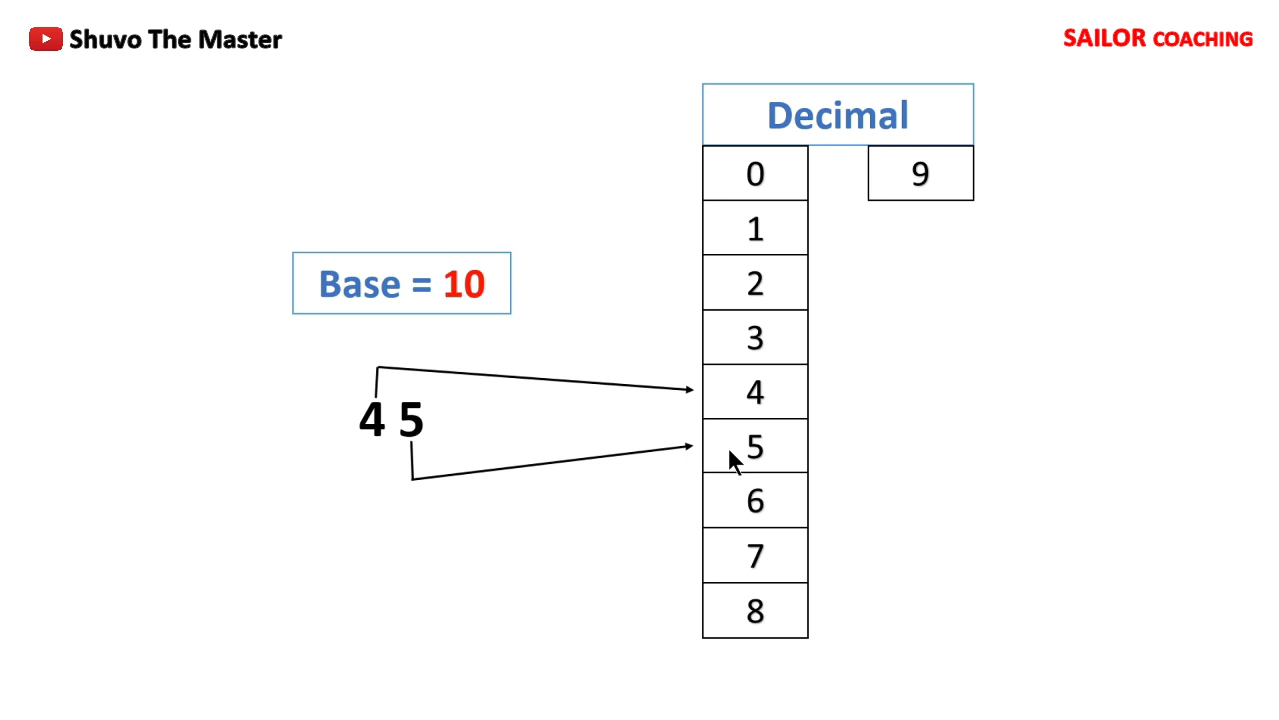 Shuvo The Master
SAILOR COACHING
Decimal
0
9
1
2
Base = 10
3
4
4 5
5
6
7
8